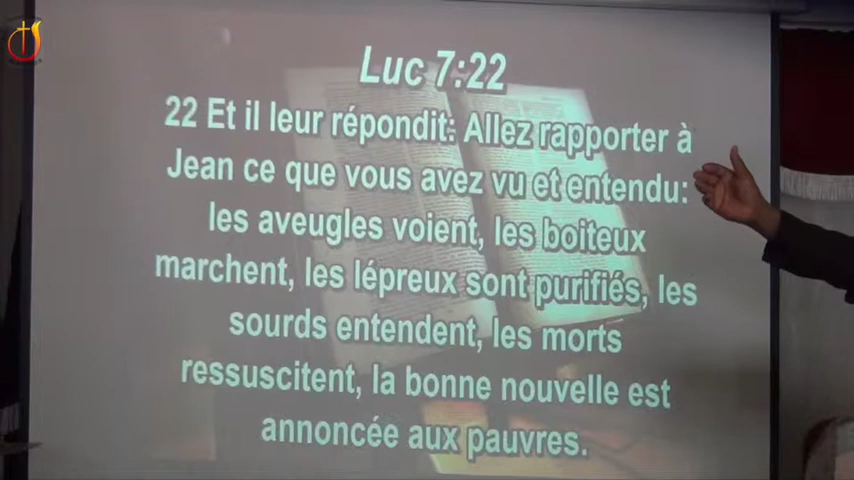 Luc 7:22
22 Et il leur répondit: Allez rapporter à
Jean ce que vous avez vu et entendu:
les aveugles voient, les boiteux
marchent, les lépreux sont purifiés, les
sourds entendent, les morts
ressuscitent, la bonne nouvelle est
annoncée aux pauvres.